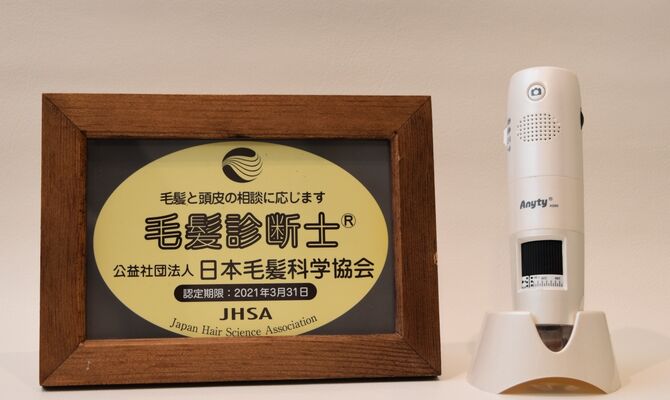 毛髪と頭皮の相談に応じます
毛髪診断士®
公益社団法人 日本毛髪科学協会
認定期限：2021年3月31日
JHSA
Japan Hair Science Association
Anyty